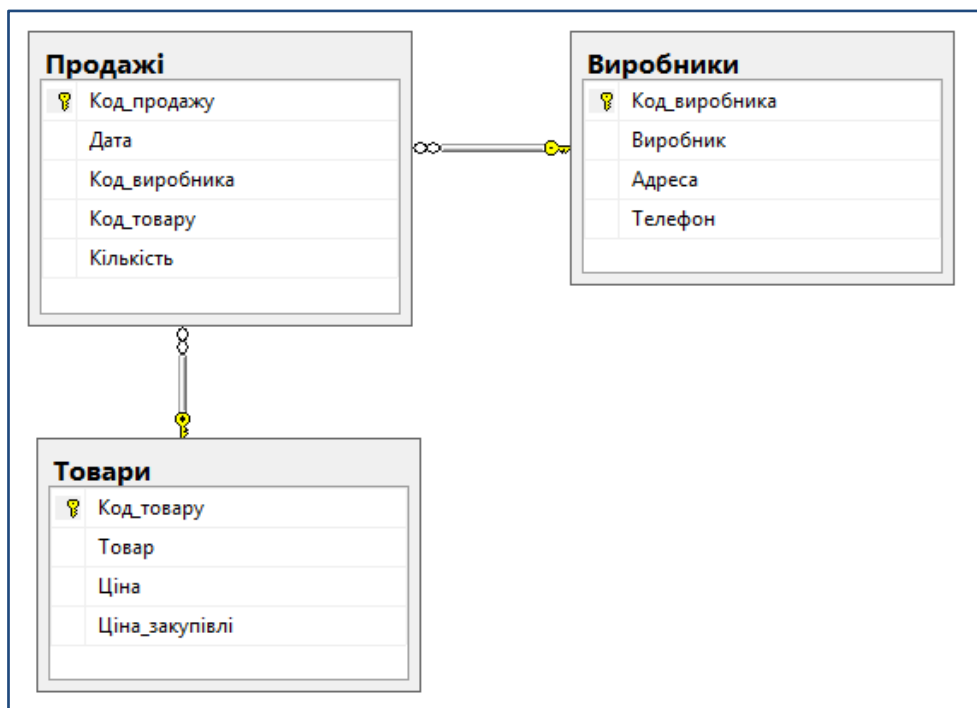 Продажі
Код_продажу
Дата
Код_виробника
Код_товару
Кількість
Виробники
Код_виробника
Виробник
Адреса
Телефон
Товари
Код_товару
Товар
Ціна
Ціна_закупівлі